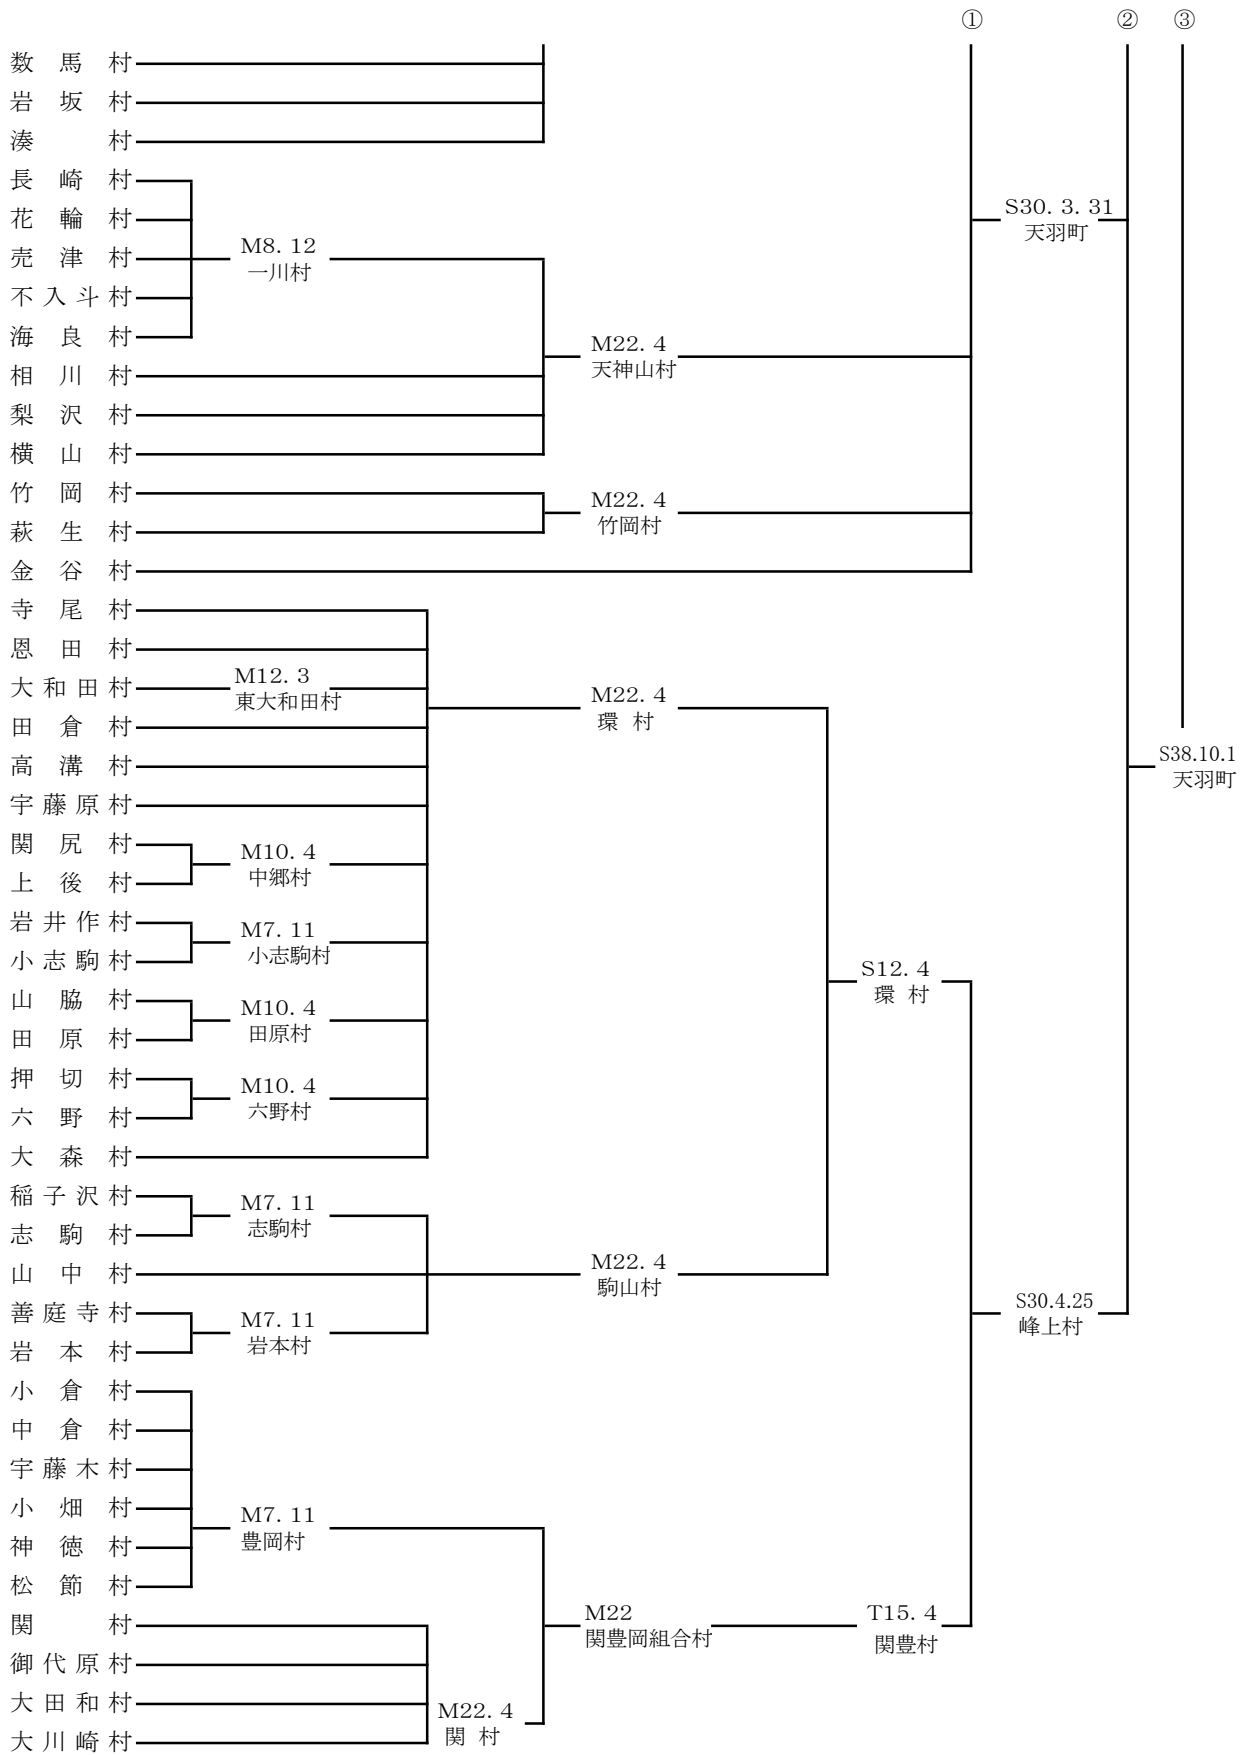 ① ② ③
数馬村
岩坂村
湊村
長崎村
花輪村
売津村
不入斗村
海良村
M8. 12
一川村
相川村
梨沢村
横山村
M22. 4
天神山村
竹岡村
萩生村
M22. 4
竹岡村
金谷村
S30. 3. 31
天羽町
寺尾村
恩田村
大和田村
M12. 3
東大和田村
田倉村
高溝村
宇藤原村
関尻村
上後村
M10. 4
中郷村
岩井作村
小志駒村
M7. 11
小志駒村
山脇村
田原村
M10. 4
田原村
押切村
六野村
M10. 4
六野村
大森村
M22. 4
環 村
稲子沢村
志駒村
M7. 11
志駒村
山中村
善庭寺村
岩本村
M7. 11
岩本村
M22. 4
駒山村
S12. 4
環 村
小倉村
中倉村
宇藤木村
小畑村
神徳村
松節村
M7. 11
豊岡村
関村
御代原村
大田和村
大川崎村
M22. 4
関 村
M22
関豊岡組合村
T15. 4
関豊村
S30.4.25
峰上村
S38.10.1
天羽町